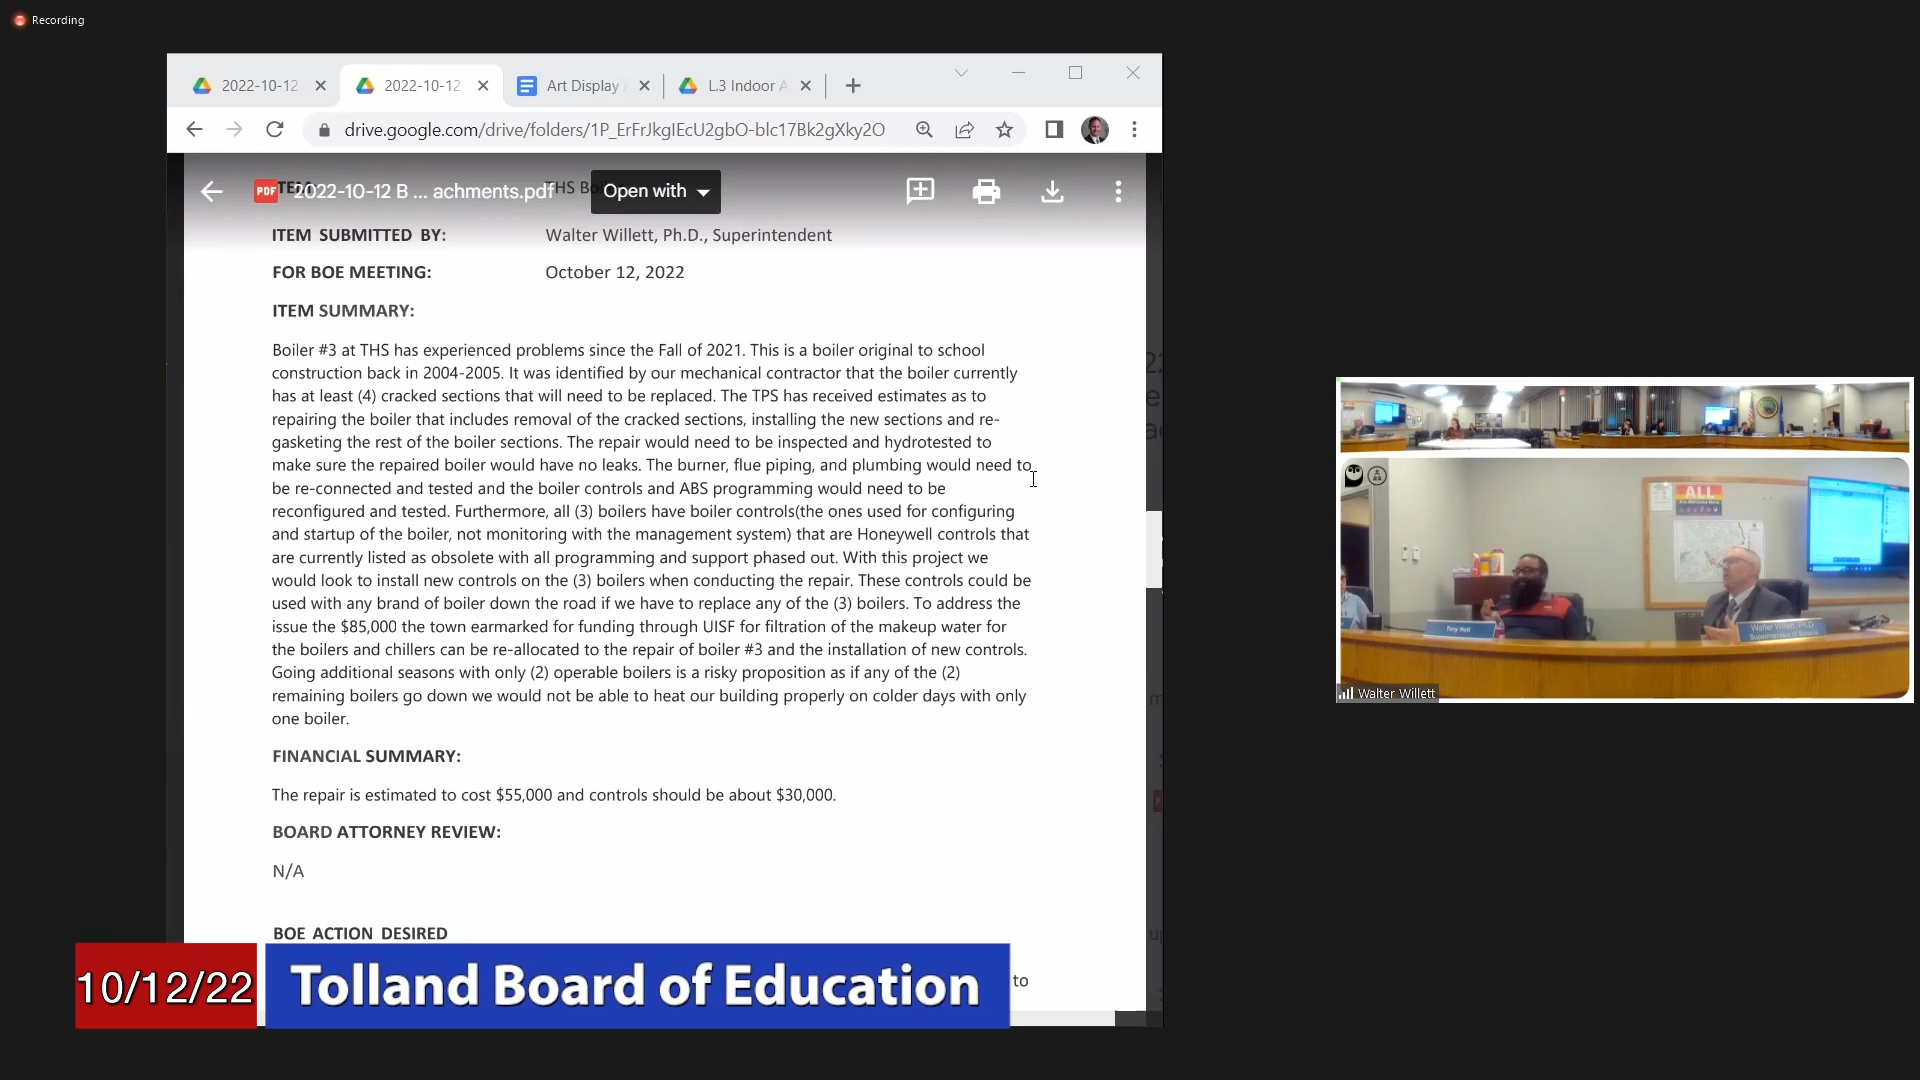 Recording
2022-10-12
2022-10-12
Art Display
L.3 Indoor A
drive.google.com/drive/folders/1P_ErFrJkgIEcU2gbO-blc17Bk2gXky2O
PDF
2022-10-12 B ... achments.pdf
Open with
ITEM SUBMITTED BY: Walter Willett, Ph.D., Superintendent
FOR BOE MEETING: October 12, 2022
ITEM SUMMARY:
Boiler #3 at THS has experienced problems since the Fall of 2021. This is a boiler original to school
construction back in 2004-2005. It was identified by our mechanical contractor that the boiler currently
has at least (4) cracked sections that will need to be replaced. The TPS has received estimates as to
repairing the boiler that includes removal of the cracked sections, installing the new sections and re-
gasketing the rest of the boiler sections. The repair would need to be inspected and hydrotested to
make sure the repaired boiler would have no leaks. The burner, flue piping, and plumbing would need to
be re-connected and tested and the boiler controls and ABS programming would need to be
reconfigured and tested. Furthermore, all (3) boilers have boiler controls(the ones used for configuring
and startup of the boiler, not monitoring with the management system) that are Honeywell controls that
are currently listed as obsolete with all programming and support phased out. With this project we
would look to install new controls on the (3) boilers when conducting the repair. These controls could be
used with any brand of boiler down the road if we have to replace any of the (3) boilers. To address the
issue the $85,000 the town earmarked for funding through UISF for filtration of the makeup water for
the boilers and chillers can be re-allocated to the repair of boiler #3 and the installation of new controls.
Going additional seasons with only (2) operable boilers is a risky proposition as if any of the (2)
remaining boilers go down we would not be able to heat our building properly on colder days with only
one boiler.
FINANCIAL SUMMARY:
The repair is estimated to cost $55,000 and controls should be about $30,000.
BOARD ATTORNEY REVIEW:
N/A
BOE ACTION DESIRED
to
10/12/22
Tolland Board of Education
ALL
Tony Holt
Walter Willett, Ph.D.
Superintendent of Schools
Walter Willett